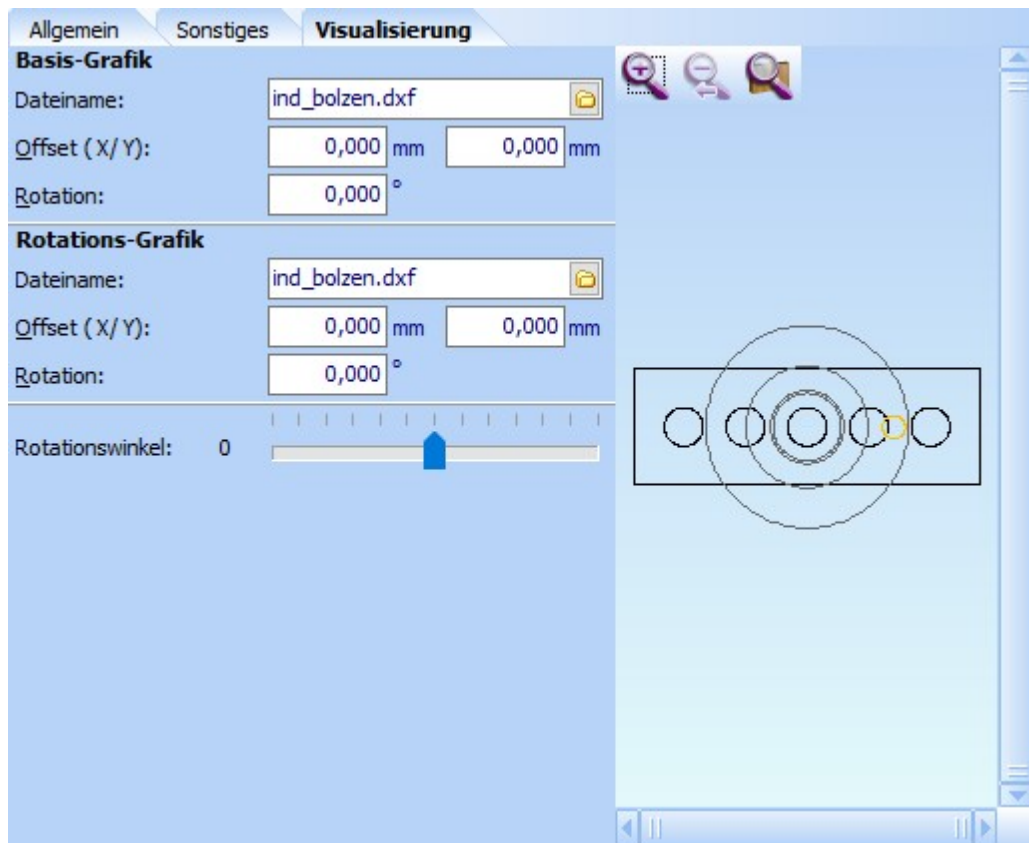 Allgemein Sonstiges Visualisierung
Basis-Grafik
Dateiname: ind_bolzen.dxf
Offset (X/Y): 0,000 mm 0,000 mm
Rotation: 0,000 °
Rotations-Grafik
Dateiname: ind_bolzen.dxf
Offset (X/Y): 0,000 mm 0,000 mm
Rotation: 0,000 °
Rotationswinkel: 0